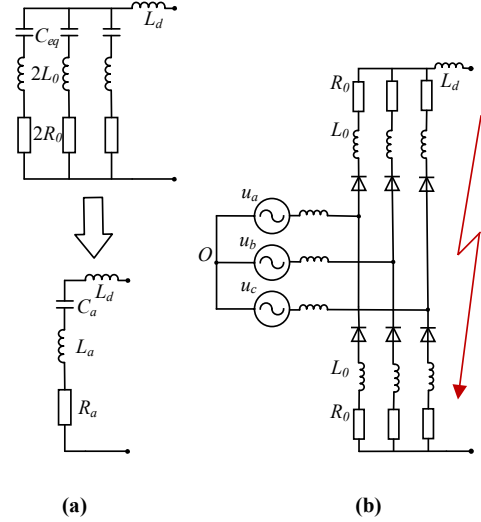 L_d
C_eq
2L_0
2R_0
L_d
C_a
L_a
R_a
(a)
R_0
L_d
L_0
u_a
O
u_b
u_c
L_0
R_0
(b)